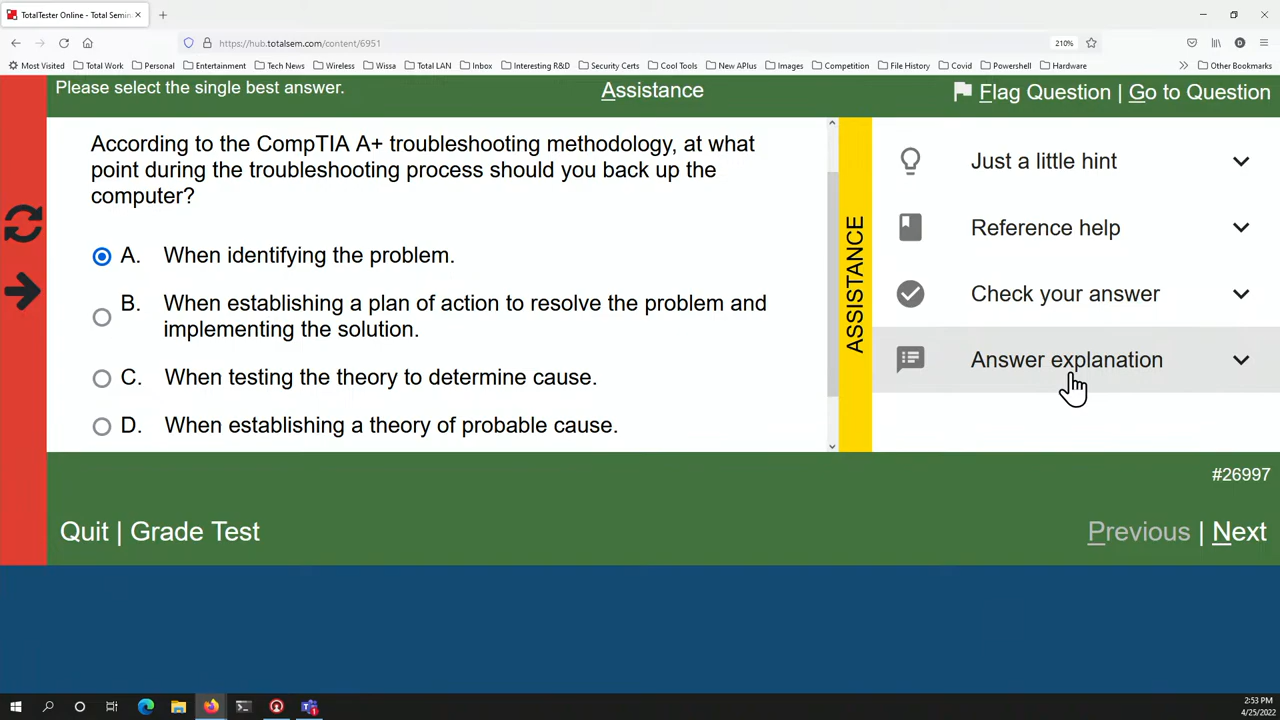 TotalTester Online - Total Semin
https://hub.totalsem.com/content/6951
210%
Most Visited
Total Work
Personal
Entertainment
Tech News
Wireless
Wissa
Total LAN
Inbox
Interesting R&D
Security Certs
Cool Tools
New APlus
Images
Competition
File History
Covid
Powershell
Hardware
Other Bookmarks
Please select the single best answer.
Assistance
Flag Question | Go to Question
According to the CompTIA A+ troubleshooting methodology, at what
point during the troubleshooting process should you back up the
computer?
A. When identifying the problem.
B. When establishing a plan of action to resolve the problem and
implementing the solution.
C. When testing the theory to determine cause.
D. When establishing a theory of probable cause.
ASSISTANCE
Just a little hint
Reference help
Check your answer
Answer explanation
#26997
Quit | Grade Test
Previous | Next
2:53 PM
4/25/2022